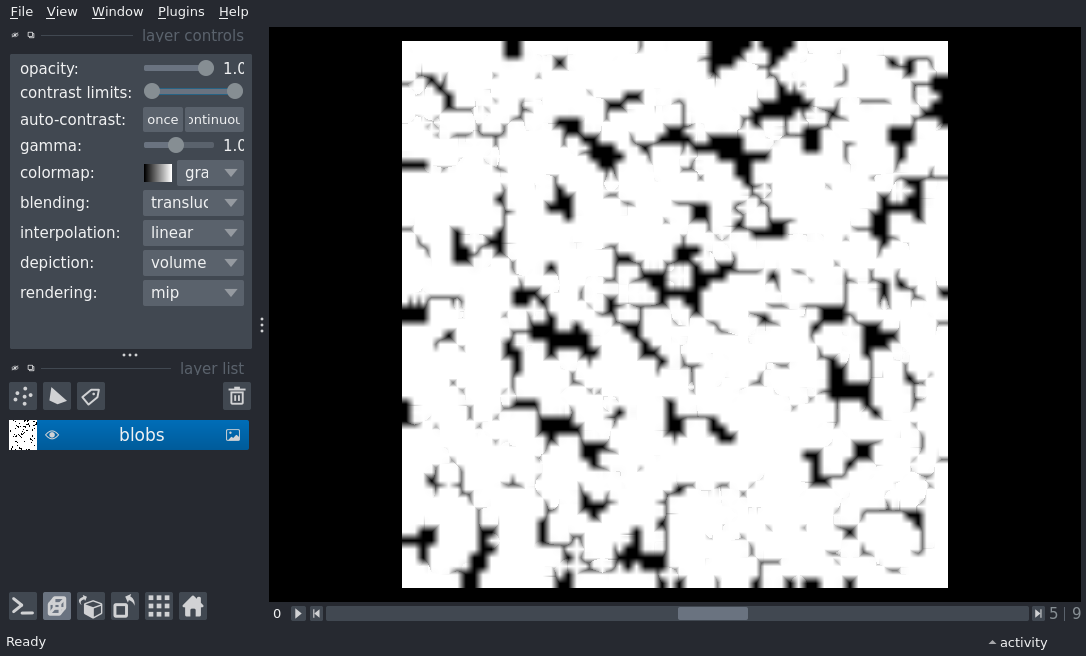 File View Window Plugins Help
layer controls
opacity: 1.0
contrast limits:
auto-contrast: once ontinuou
gamma: 1.0
colormap: gra
blending: transluc
interpolation: linear
depiction: volume
rendering: mip
layer list
blobs
0 5 | 9
Ready activity